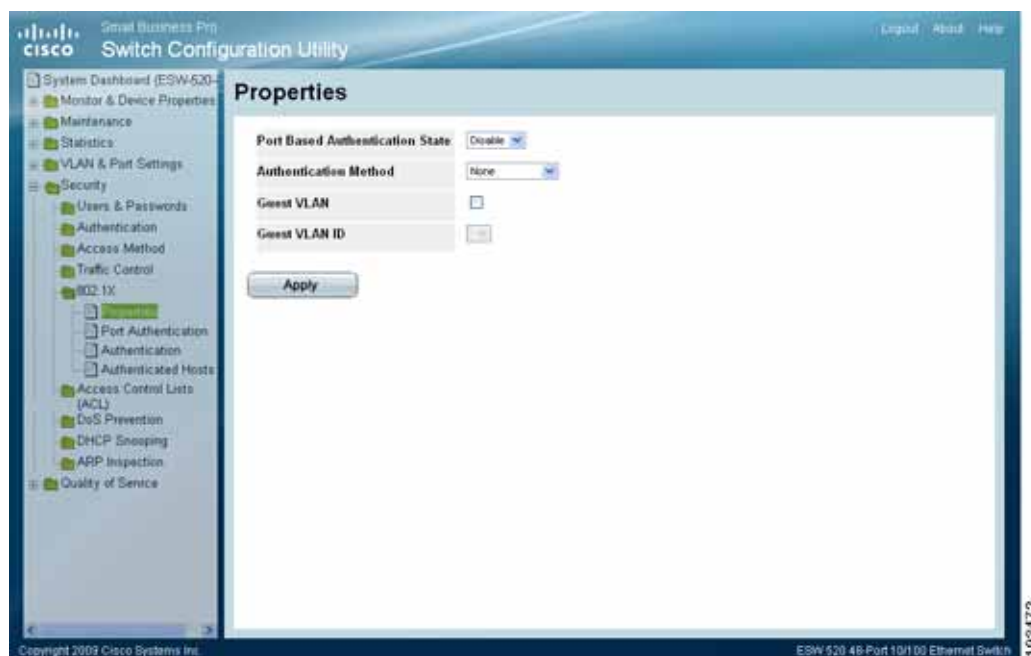 Small Business Pro
CISCO Switch Configuration Utility
Logout About Help
System Dashboard (ESW-520-
Monitor & Device Properties
Maintenance
Statistics
VLAN & Port Settings
Security
Users & Passwords
Authentication
Access Method
Traffic Control
802.1X
Properties
Port Authentication
Authentication
Authenticated Hosts
Access Control Lists
(ACL)
DoS Prevention
DHCP Snooping
ARP Inspection
Quality of Service
Properties
Port Based Authentication State Disable
Authentication Method None
Guest VLAN
Guest VLAN ID
Apply
Copyright 2009 Cisco Systems Inc.
ESW 520 48-Port 10/100 Ethernet Switch